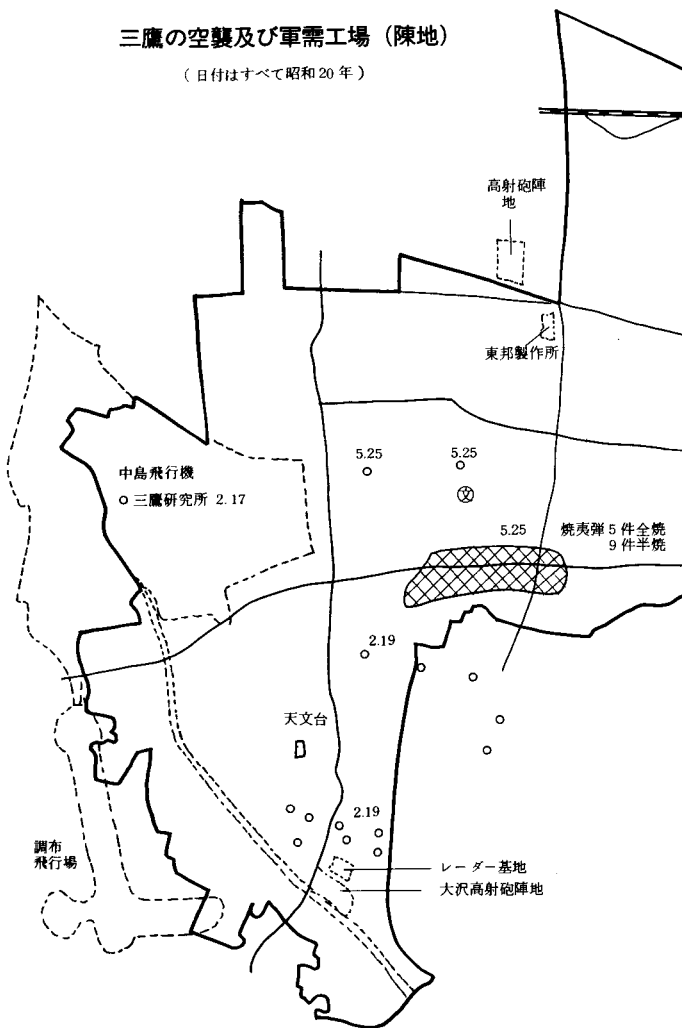 三鷹の空襲及び軍需工場（陳地）
（日付はすべて昭和20年）
高射砲陣
地
東邦製作所
5.25
5.25
中島飛行機
三鷹研究所 2.17
文
5.25
焼夷弾5件全焼
9件半焼
2.19
天文台
2.19
調布
飛行場
レーダー基地
大沢高射砲陣地